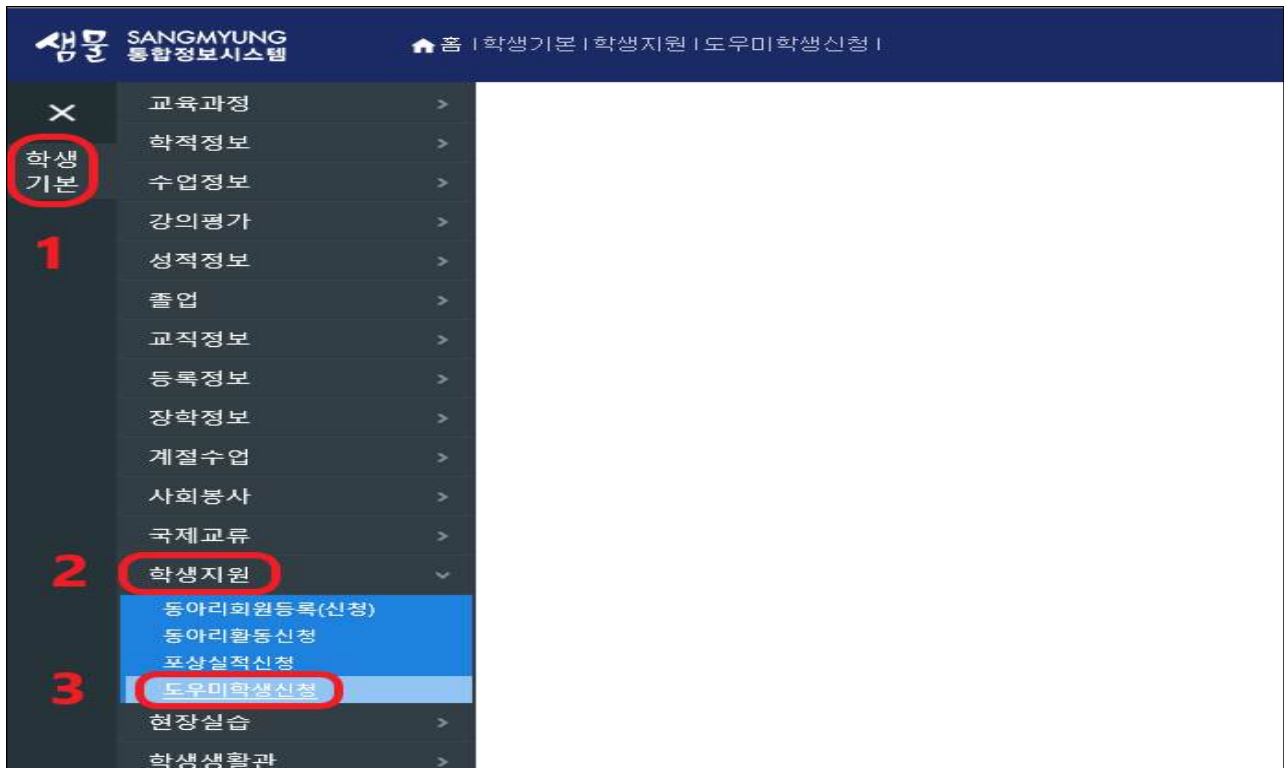 샘물 SANGMYUNG
통합정보시스템
홈 | 학생기본 | 학생지원 | 도우미학생신청 |
학생
기본
1
교육과정
학적정보
수업정보
강의평가
성적정보
졸업
교직정보
등록정보
장학정보
계절수업
사회봉사
국제교류
2 학생지원
동아리회원등록(신청)
동아리활동신청
포상실적신청
3 도우미학생신청
현장실습
학생생활관